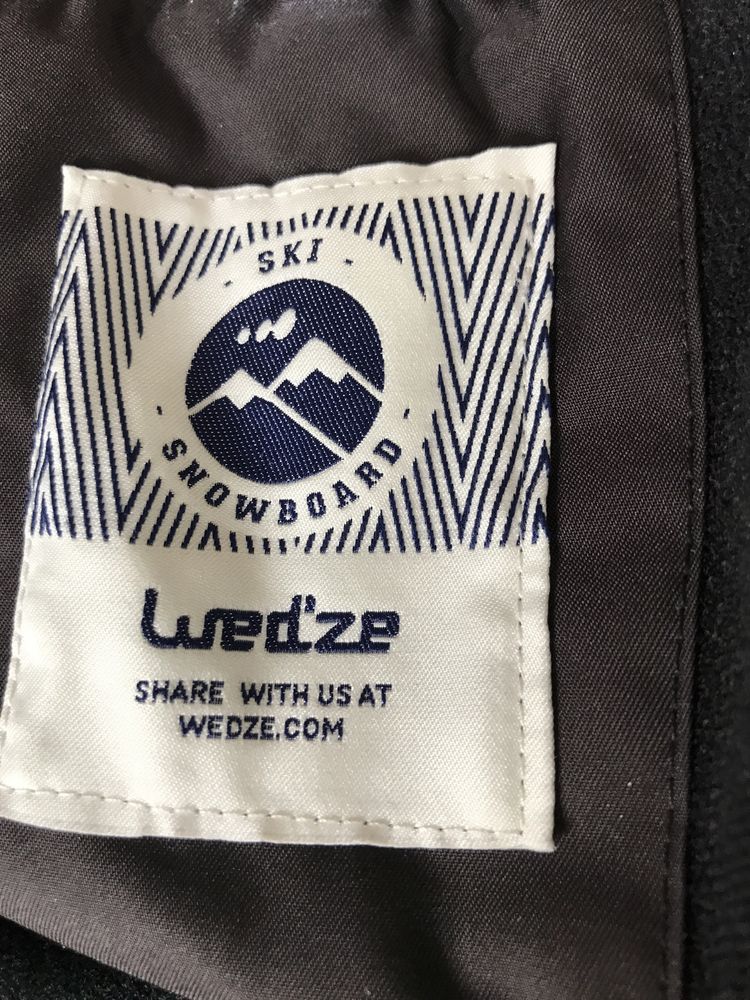 - SKI -
- SNOWBOARD -
wed'ze
SHARE WITH US AT
WEDZE.COM